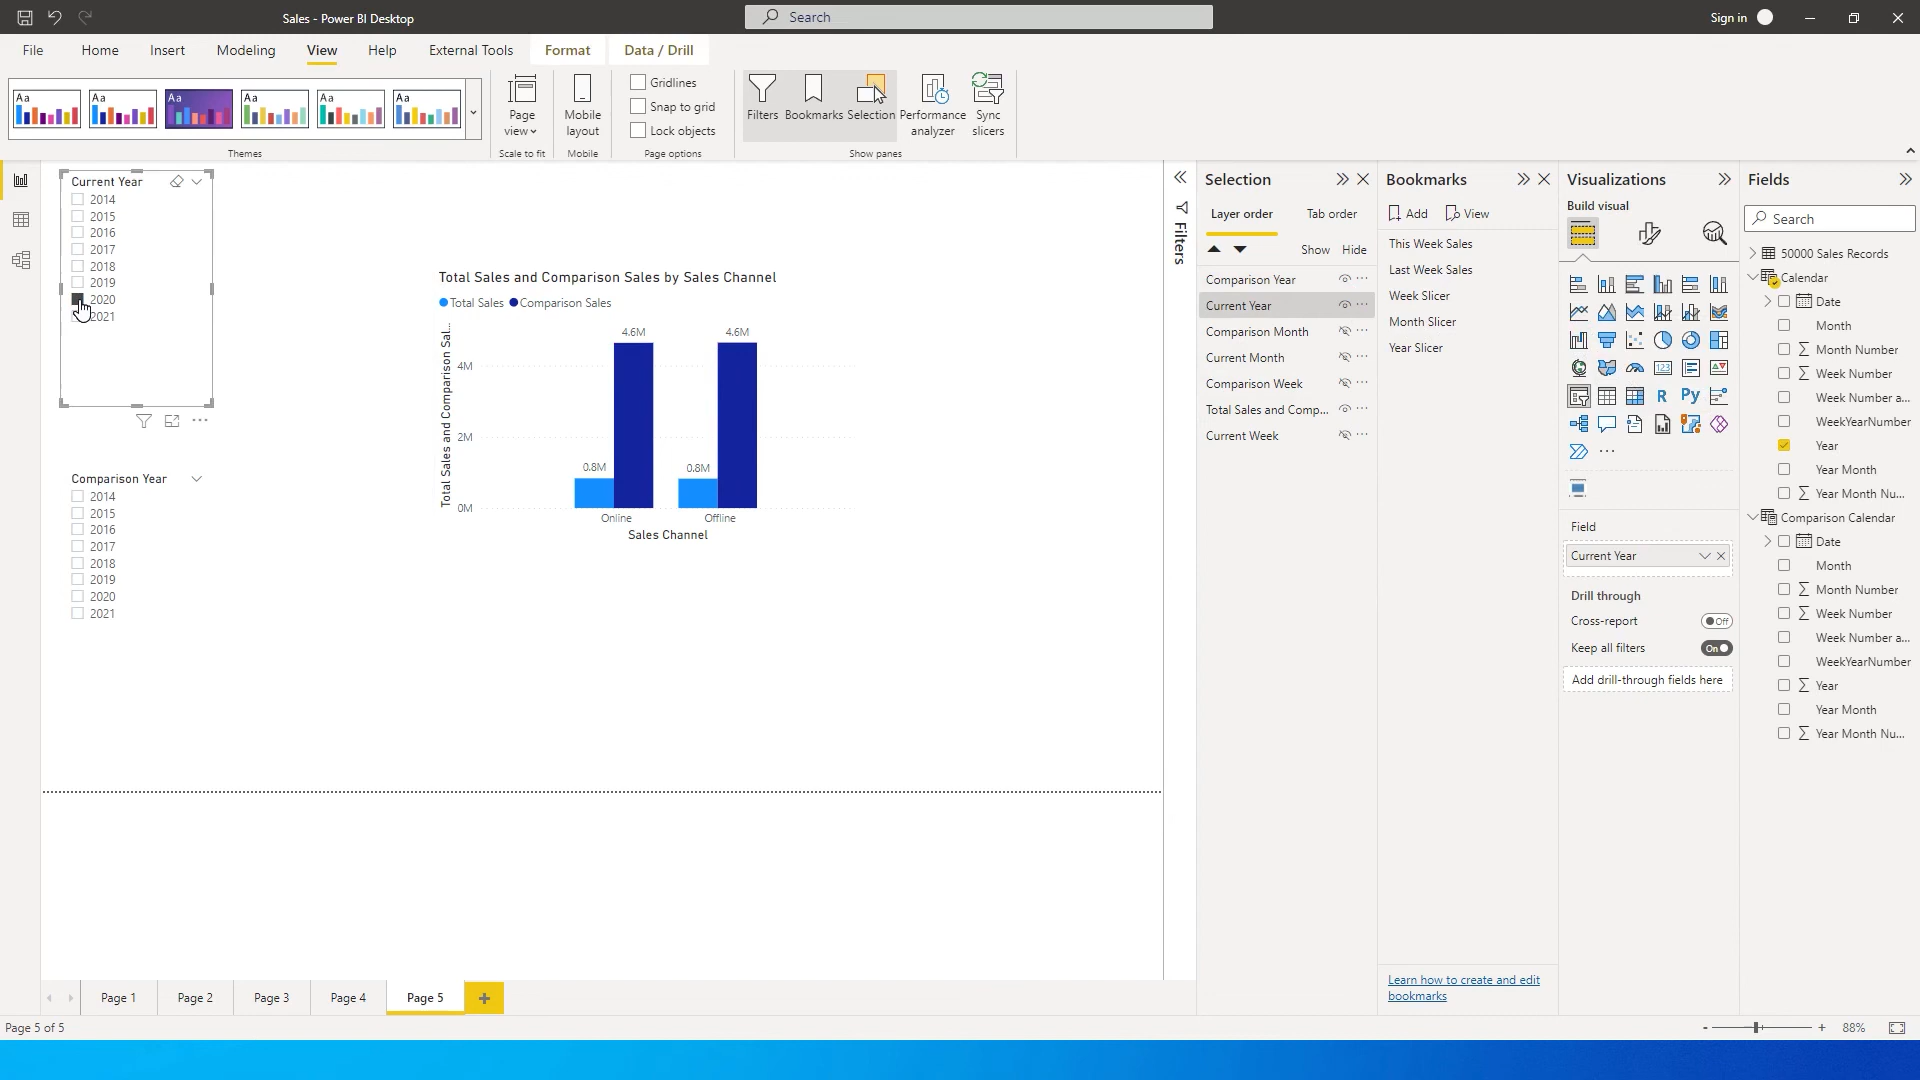 Sales - Power BI Desktop
Search
Sign in
File
Home
Insert
Modeling
View
Help
External Tools
Format
Data / Drill
Aa
Aa
Aa
Aa
Aa
Aa
Themes
Page
view
Scale to fit
Mobile
layout
Mobile
Gridlines
Snap to grid
Lock objects
Page options
Filters
Bookmarks
Selection
Performance
analyzer
Sync
slicers
Show panes
Current Year
2014
2015
2016
2017
2018
2019
2020
2021
Comparison Year
2014
2015
2016
2017
2018
2019
2020
2021
Total Sales and Comparison Sales by Sales Channel
Total Sales
Comparison Sales
Total Sales and Comparison Sal...
4M
2M
0M
0.8M
4.6M
0.8M
4.6M
Online
Offline
Sales Channel
Filters
Selection
Layer order
Tab order
Show
Hide
Comparison Year
Current Year
Comparison Month
Current Month
Comparison Week
Total Sales and Comp...
Current Week
Bookmarks
Add
View
This Week Sales
Last Week Sales
Week Slicer
Month Slicer
Year Slicer
Learn how to create and edit
bookmarks
Visualizations
Build visual
123
R
Py
Field
Current Year
Drill through
Cross-report
Off
Keep all filters
On
Add drill-through fields here
Fields
Search
50000 Sales Records
Calendar
Date
Month
Month Number
Week Number
Week Number a...
WeekYearNumber
Year
Year Month
Year Month Nu...
Comparison Calendar
Date
Month
Month Number
Week Number
Week Number a...
WeekYearNumber
Year
Year Month
Year Month Nu...
Page 1
Page 2
Page 3
Page 4
Page 5
Page 5 of 5
88%